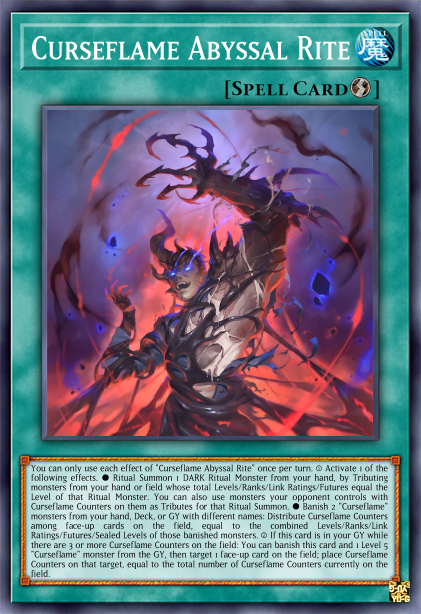 CURSEFLAME ABYSSAL RITE
SPELL
魔
[SPELL CARD]
You can only use each effect of "Curseflame Abyssal Rite" once per turn. ① Activate 1 of the
following effects. ● Ritual Summon 1 DARK Ritual Monster from your hand, by Tributing
monsters from your hand or field whose total Levels/Ranks/Link Ratings/Futures equal the
Level of that Ritual Monster. You can also use monsters your opponent controls with
Curseflame Counters on them as Tributes for that Ritual Summon. ● Banish 2 "Curseflame"
monsters from your hand, Deck, or GY with different names: Distribute Curseflame Counters
among face-up cards on the field, equal to the combined Levels/Ranks/Link
Ratings/Futures/Sealed Levels of those banished monsters. ② If this card is in your GY while
there are 3 or more Curseflame Counters on the field: You can banish this card and 1 Level 5
"Curseflame" monster from the GY, then target 1 face-up card on the field; place Curseflame
Counters on that target, equal to the total number of Curseflame Counters currently on the
field.